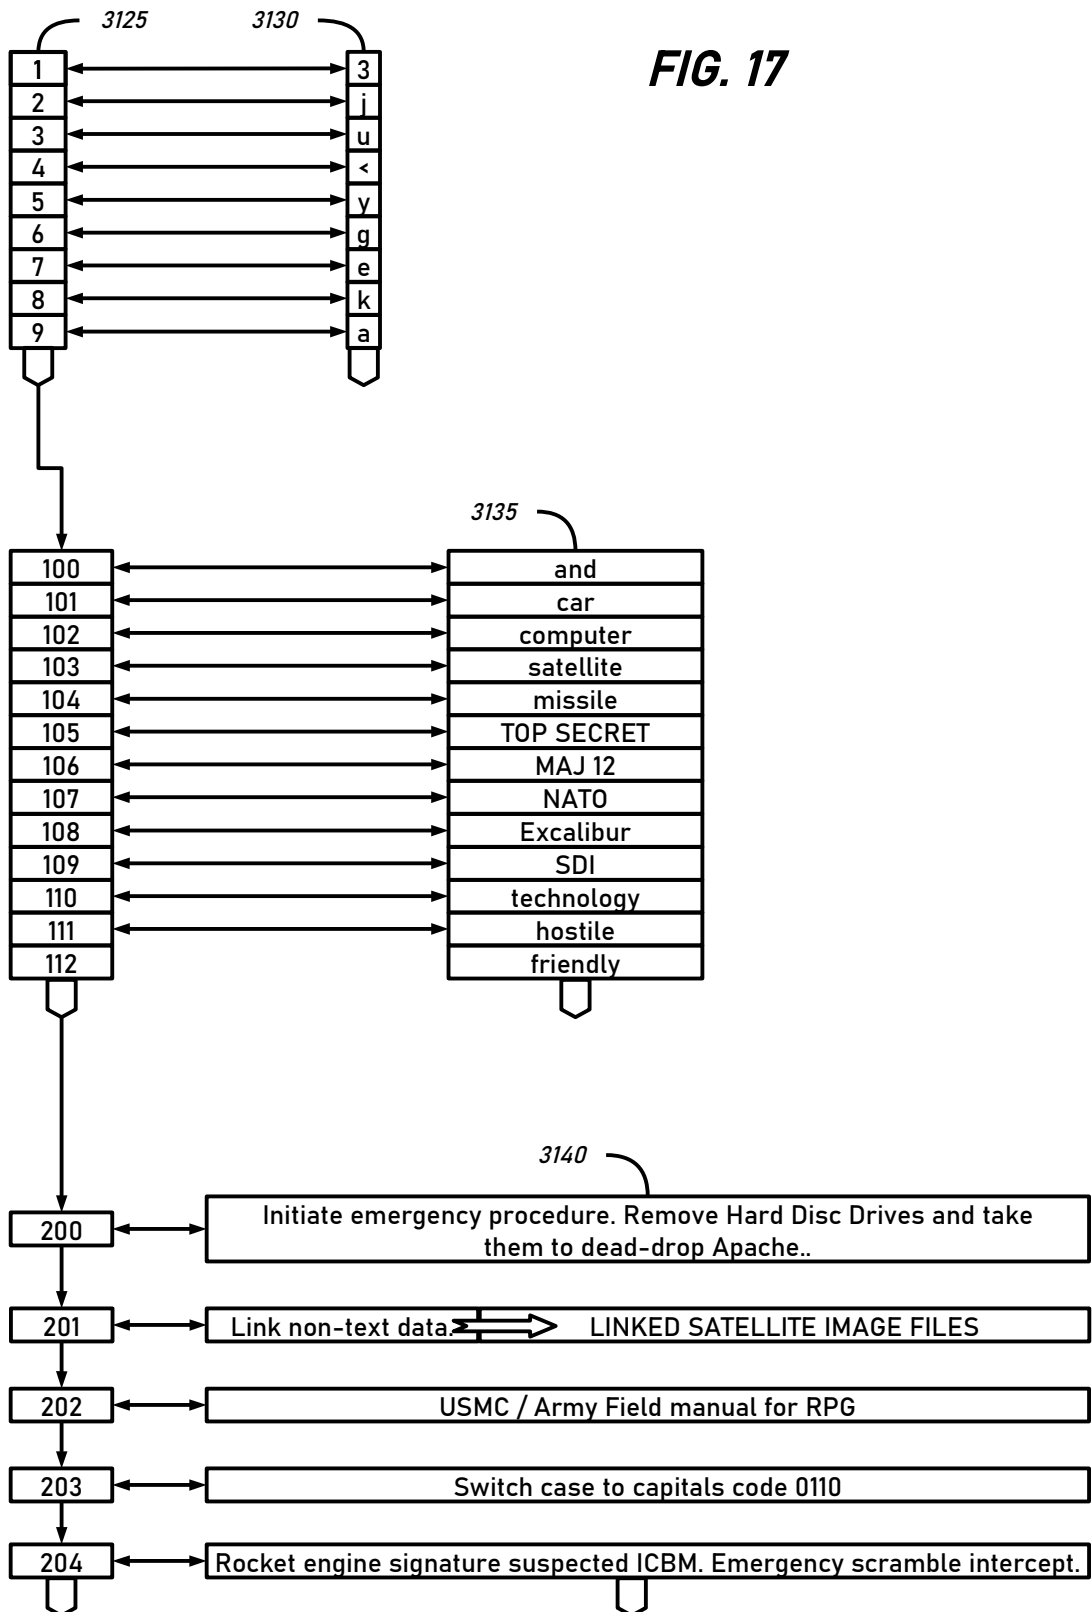 3125 3130
FIG. 17
1 3
2 j
3 u
4 <
5 y
6 g
7 e
8 k
9 a
3135
100 and
101 car
102 computer
103 satellite
104 missile
105 TOP SECRET
106 MAJ 12
107 NATO
108 Excalibur
109 SDI
110 technology
111 hostile
112 friendly
3140
200 Initiate emergency procedure. Remove Hard Disc Drives and take
them to dead-drop Apache..
201 Link non-text data. LINKED SATELLITE IMAGE FILES
202 USMC / Army Field manual for RPG
203 Switch case to capitals code 0110
204 Rocket engine signature suspected ICBM. Emergency scramble intercept.